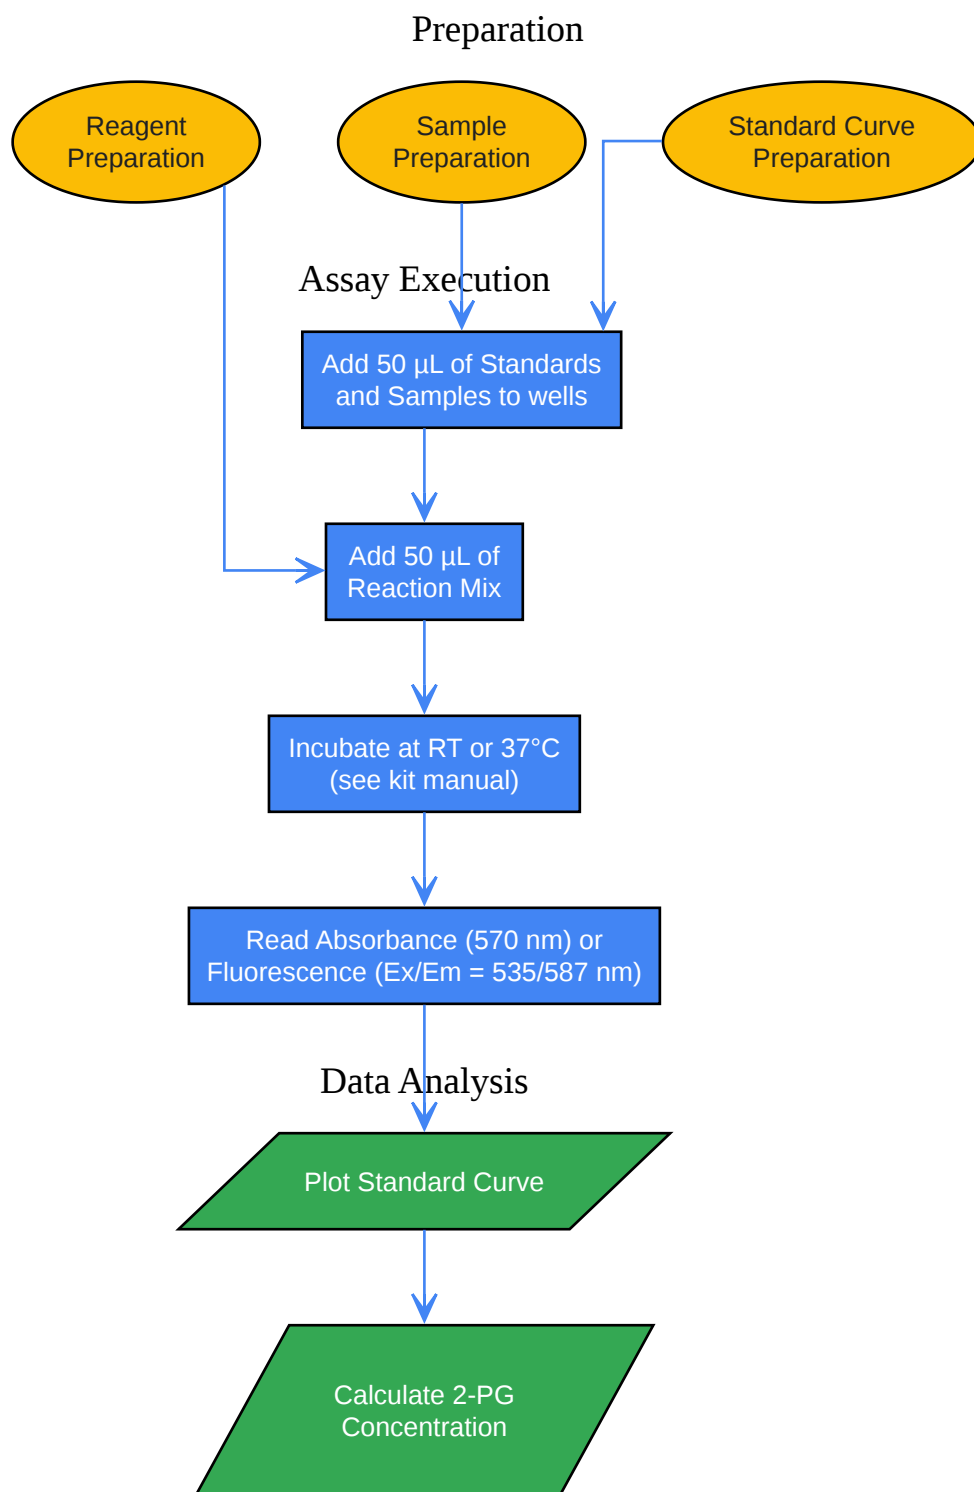 Preparation
Reagent
Preparation
Sample
Preparation
Standard Curve
Preparation
Assay Execution
Add 50 µL of Standards
and Samples to wells
Add 50 µL of
Reaction Mix
Incubate at RT or 37°C
(see kit manual)
Read Absorbance (570 nm) or
Fluorescence (Ex/Em = 535/587 nm)
Data Analysis
Plot Standard Curve
Calculate 2-PG
Concentration